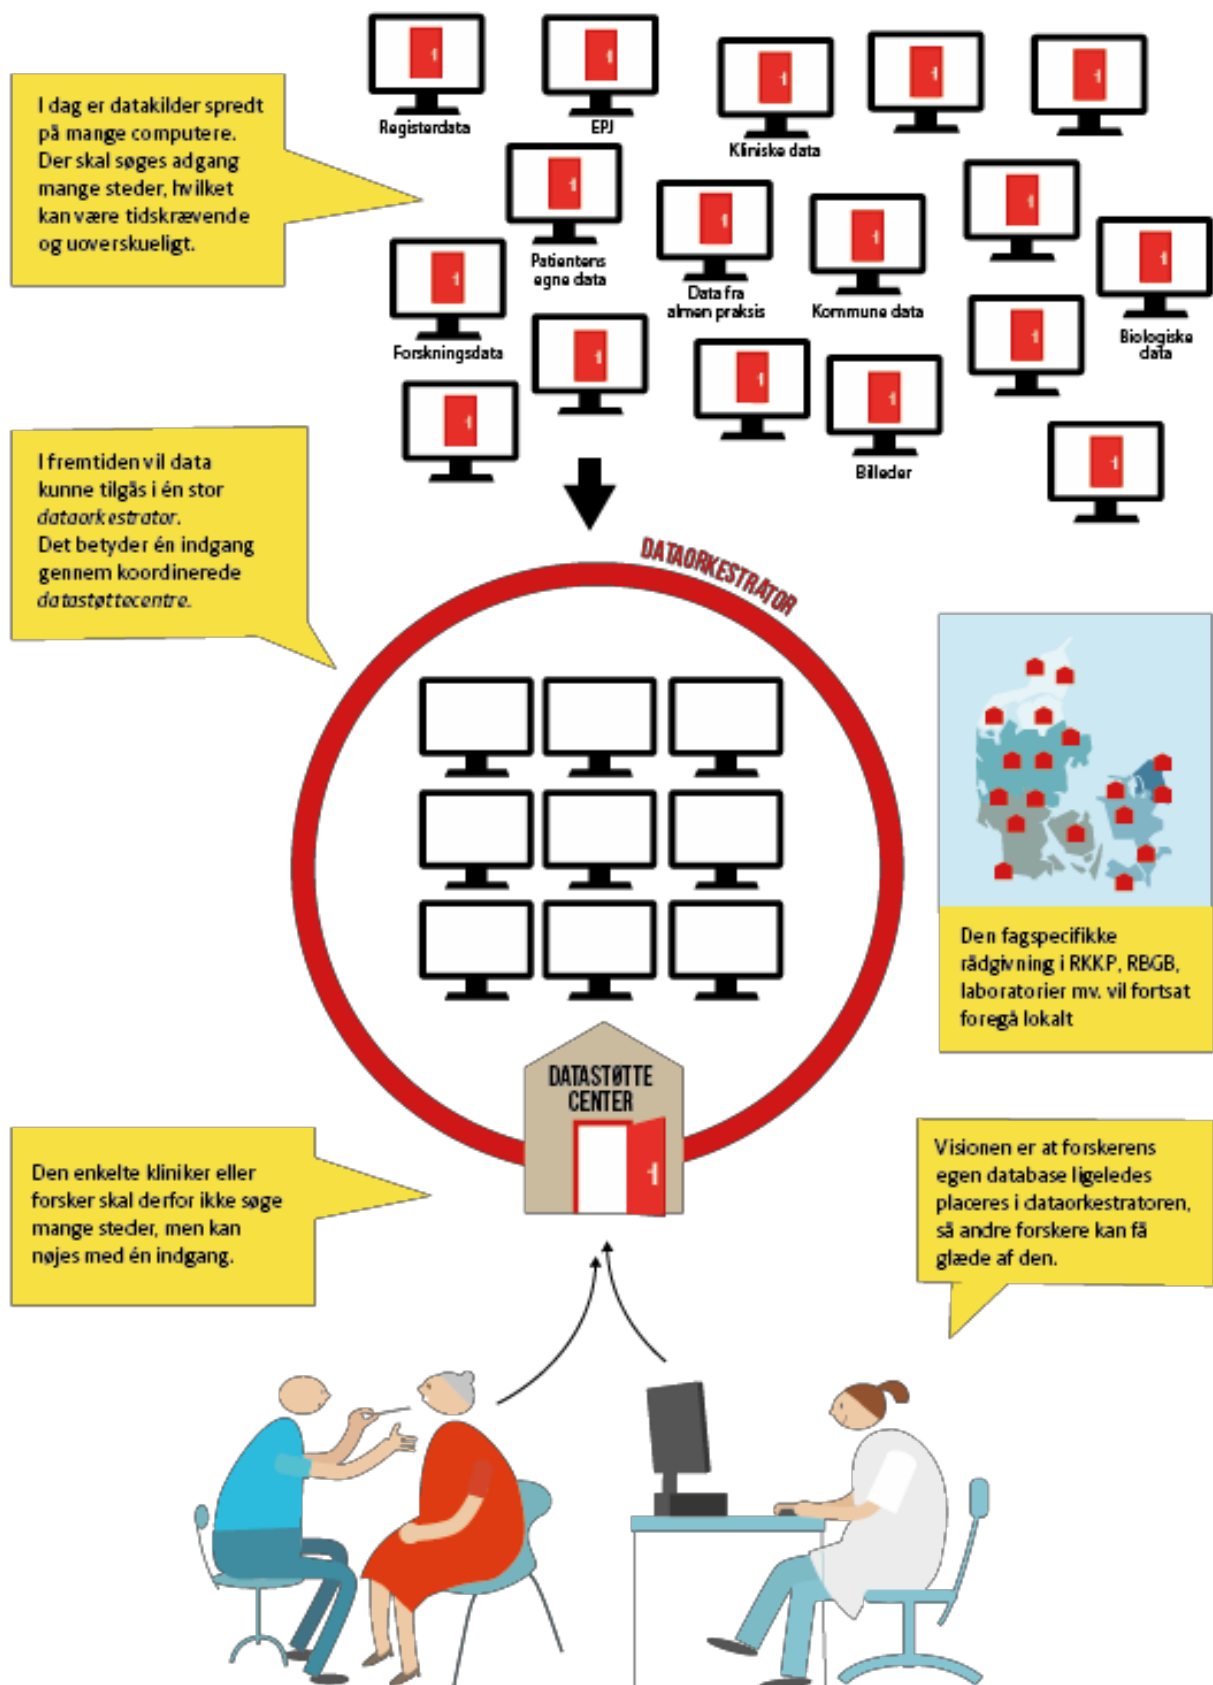 I dag er datakilder spredt
på mange computere.
Der skal søges adgang
mange steder, hvilket
kan være tidskrævende
og uoverskueligt.
Registerdata
EPJ
Kliniske data
Patientens
egne data
Data fra
almen praksis
Kommune data
Biologiske
data
Forskningsdata
Billeder
I fremtiden vil data
kunne tilgås i én stor
dataorkestrator.
Det betyder én indgang
gennem koordinerede
datastøttecentre.
DATAORKESTRATOR
Den fagspecifikke
rådgivning i RKKP, RBGB,
laboratorier mv. vil fortsat
foregå lokalt
DATASTØTTE
CENTER
Den enkelte kliniker eller
forsker skal derfor ikke søge
mange steder, men kan
nøjes med én indgang.
Visionen er at forskerens
egen database ligeledes
placeres i dataorkestratoren,
så andre forskere kan få
glæde af den.